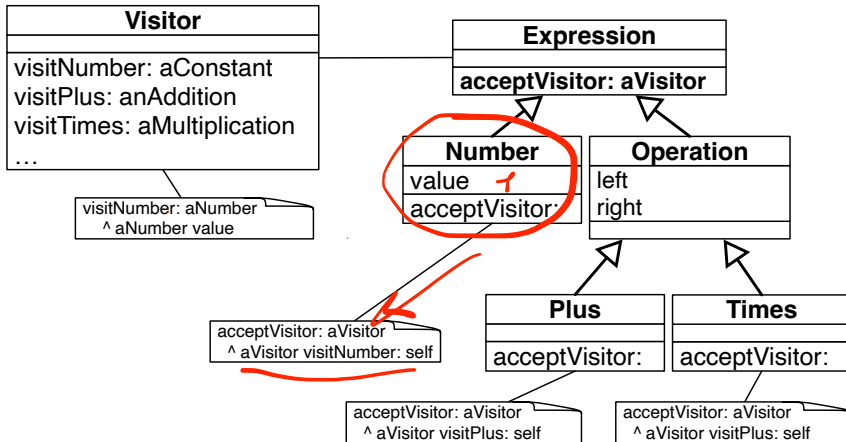 Visitor
visitNumber: aConstant
visitPlus: anAddition
visitTimes: aMultiplication
...
visitNumber: aNumber
^ aNumber value
Expression
acceptVisitor: aVisitor
Number
value
acceptVisitor:
Operation
left
right
acceptVisitor: aVisitor
^ aVisitor visitNumber: self
Plus
acceptVisitor:
Times
acceptVisitor:
acceptVisitor: aVisitor
^ aVisitor visitPlus: self
acceptVisitor: aVisitor
^ aVisitor visitPlus: self